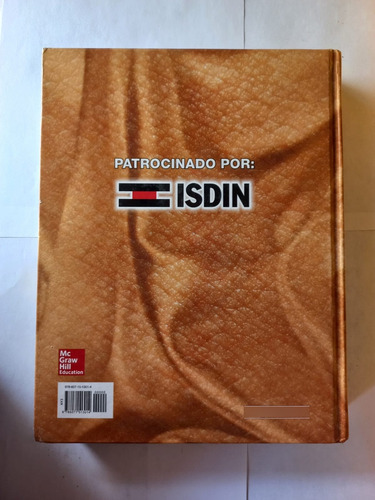 PATROCINADO POR:
ISDIN
Mc
Graw
Hill
Education